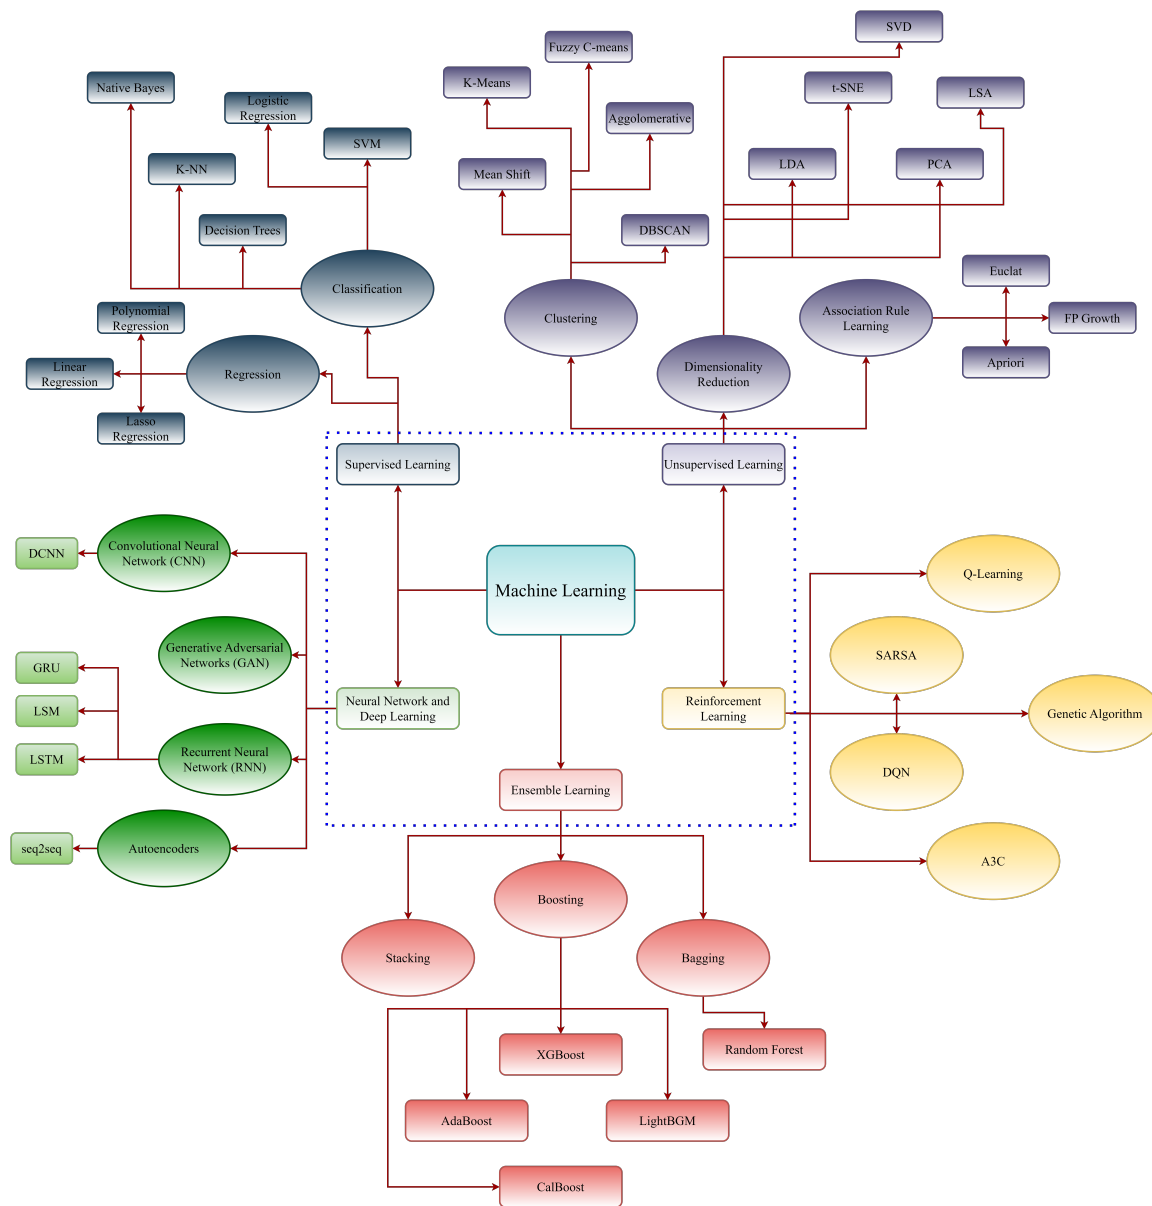 SVD
Fuzzy C-means
K-Means
t-SNE
LSA
Native Bayes
Logistic
Regression
Aggolomerative
SVM
K-NN
Mean Shift
LDA
PCA
Decision Trees
DBSCAN
Classification
Clustering
Association Rule
Learning
Euclat
FP Growth
Apriori
Polynomial
Regression
Linear
Regression
Lasso
Regression
Regression
Dimensionality
Reduction
Supervised Learning
Unsupervised Learning
DCNN
Convolutional Neural
Network (CNN)
Machine Learning
Q-Learning
Generative Adversarial
Networks (GAN)
SARSA
GRU
LSM
LSTM
Recurrent Neural
Network (RNN)
Neural Network and
Deep Learning
Reinforcement
Learning
Genetic Algorithm
DQN
Ensemble Learning
seq2seq
Autoencoders
A3C
Boosting
Stacking
Bagging
XGBoost
Random Forest
AdaBoost
LightBGM
CalBoost